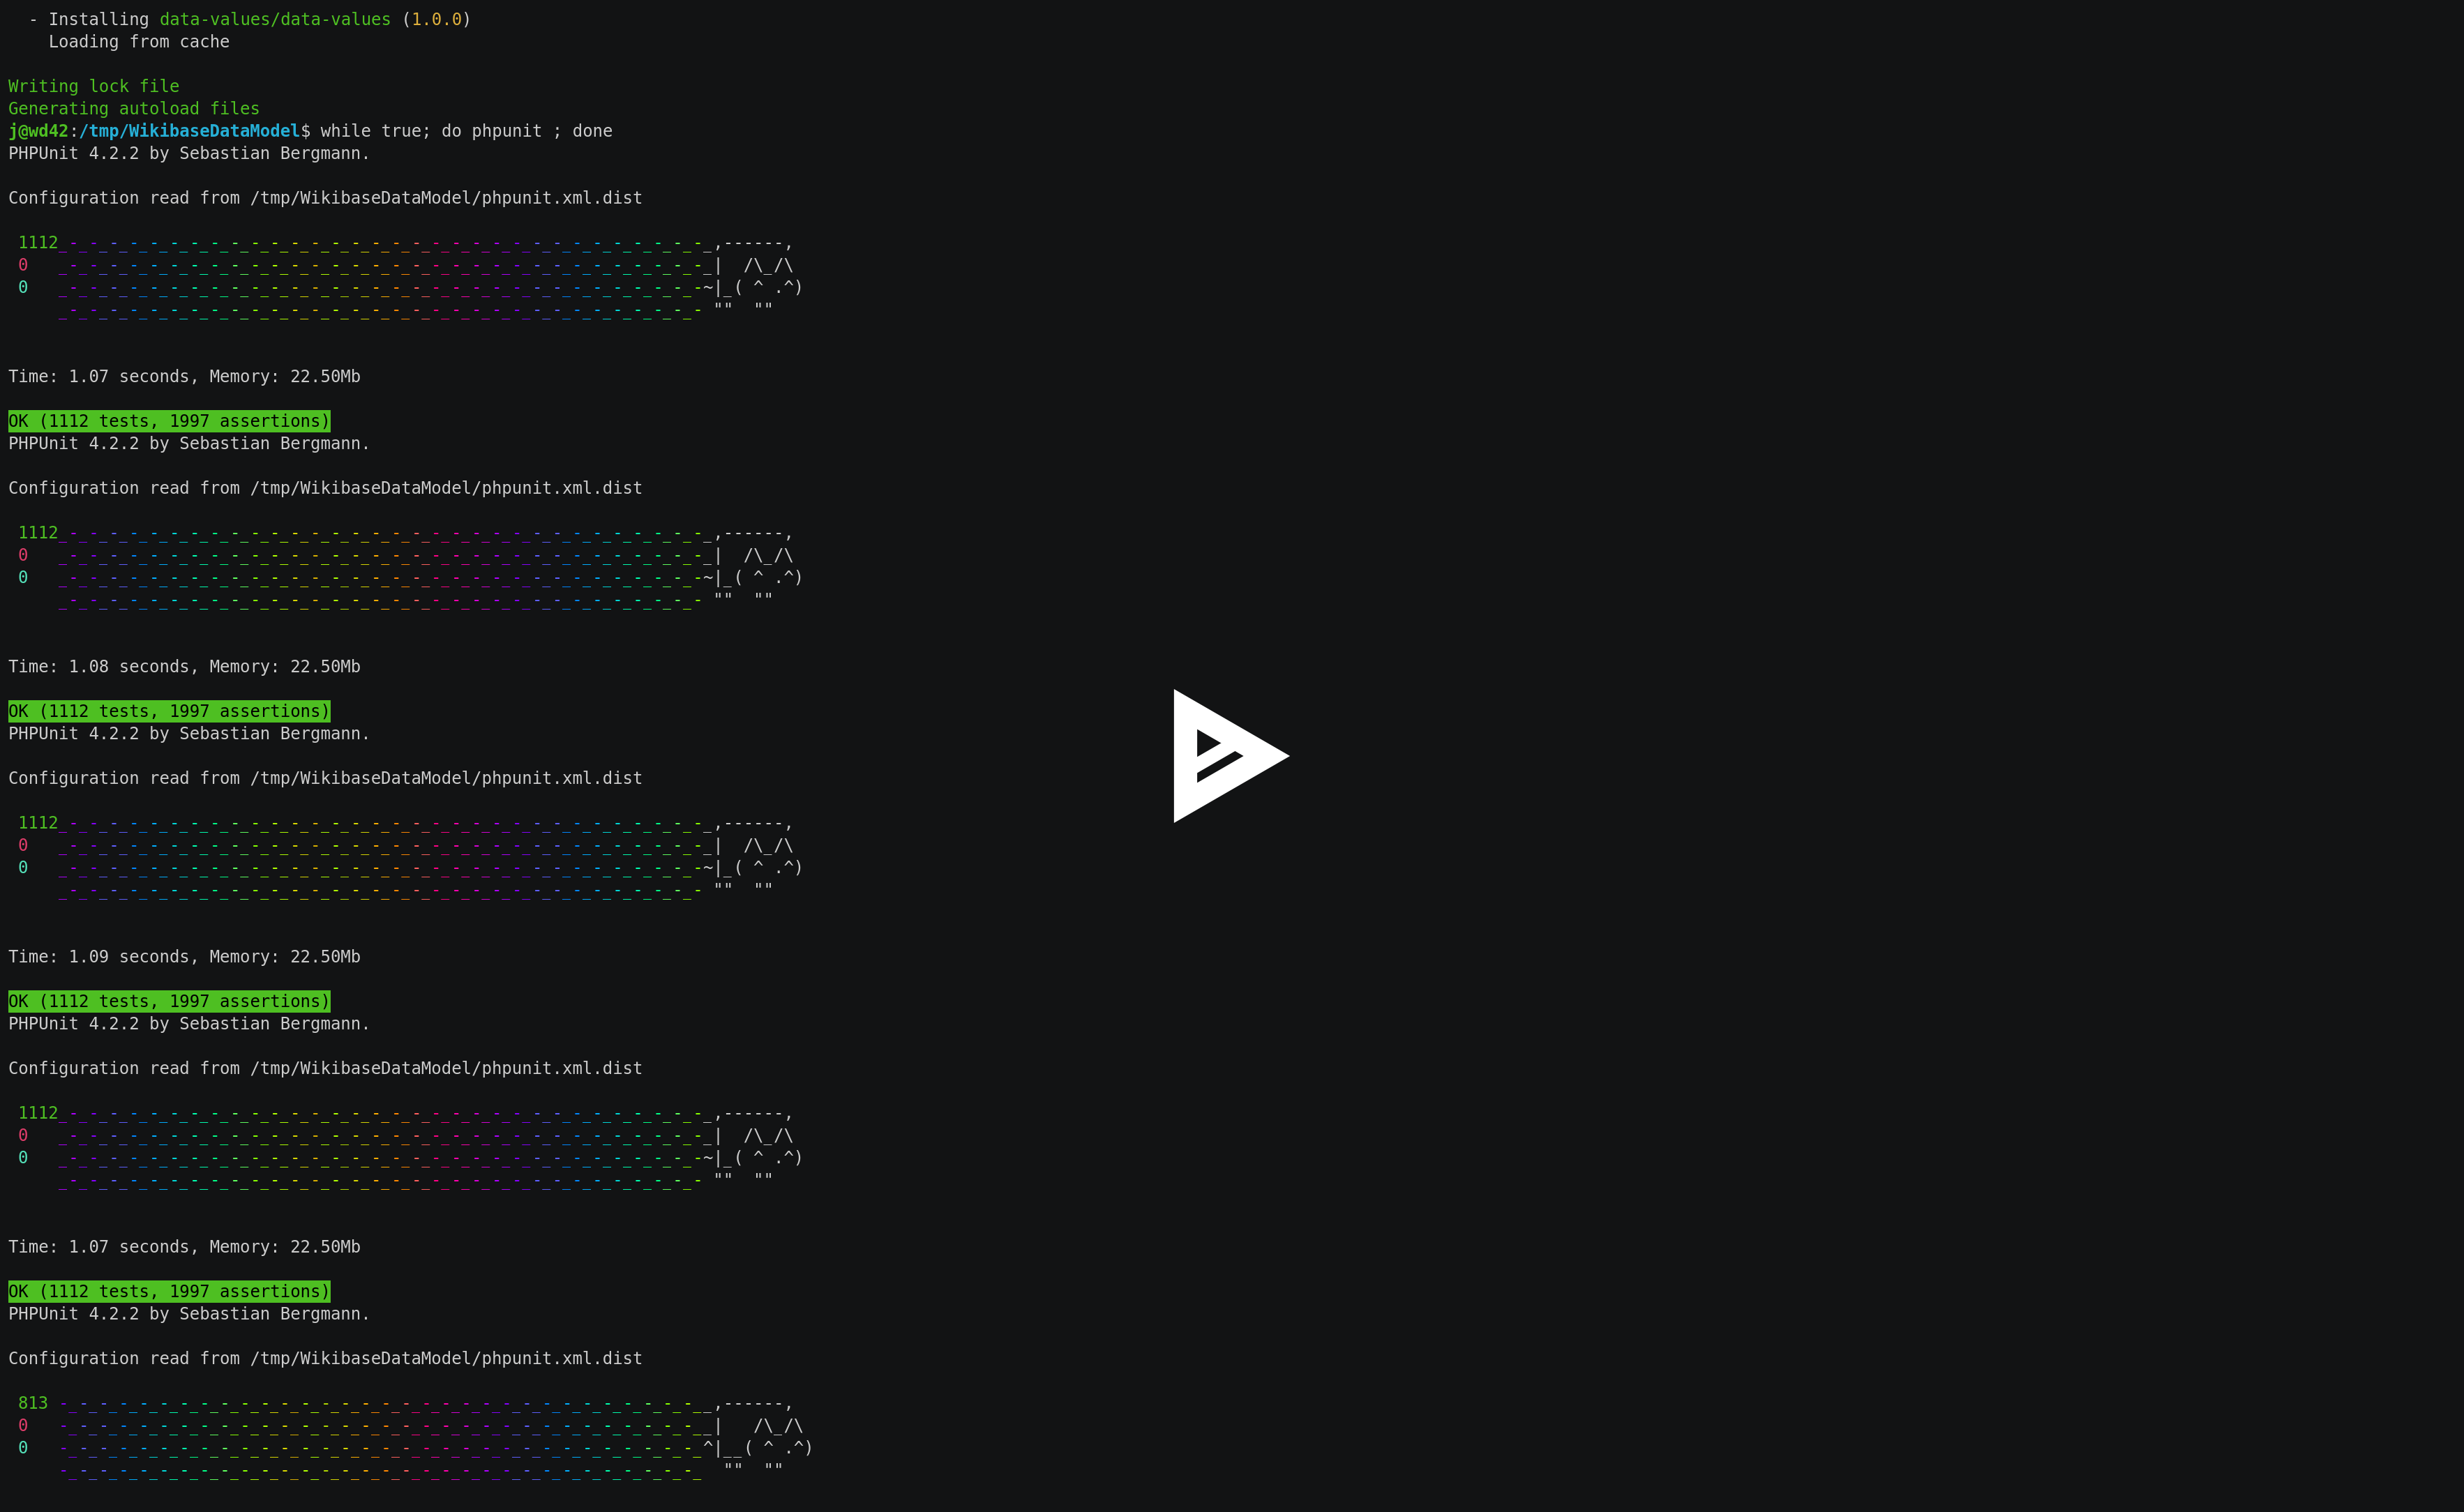 - Installing data-values/data-values (1.0.0)
Loading from cache
Writing lock file
Generating autoload files
j@wd42:/tmp/WikibaseDataModel$ while true; do phpunit ; done
PHPUnit 4.2.2 by Sebastian Bergmann.
Configuration read from /tmp/WikibaseDataModel/phpunit.xml.dist
1112
0
0
Time: 1.07 seconds, Memory: 22.50Mb
OK (1112 tests, 1997 assertions)
PHPUnit 4.2.2 by Sebastian Bergmann.
Configuration read from /tmp/WikibaseDataModel/phpunit.xml.dist
1112
0
0
Time: 1.08 seconds, Memory: 22.50Mb
OK (1112 tests, 1997 assertions)
PHPUnit 4.2.2 by Sebastian Bergmann.
Configuration read from /tmp/WikibaseDataModel/phpunit.xml.dist
1112
0
0
Time: 1.09 seconds, Memory: 22.50Mb
OK (1112 tests, 1997 assertions)
PHPUnit 4.2.2 by Sebastian Bergmann.
Configuration read from /tmp/WikibaseDataModel/phpunit.xml.dist
1112
0
0
Time: 1.07 seconds, Memory: 22.50Mb
OK (1112 tests, 1997 assertions)
PHPUnit 4.2.2 by Sebastian Bergmann.
Configuration read from /tmp/WikibaseDataModel/phpunit.xml.dist
813
0
0